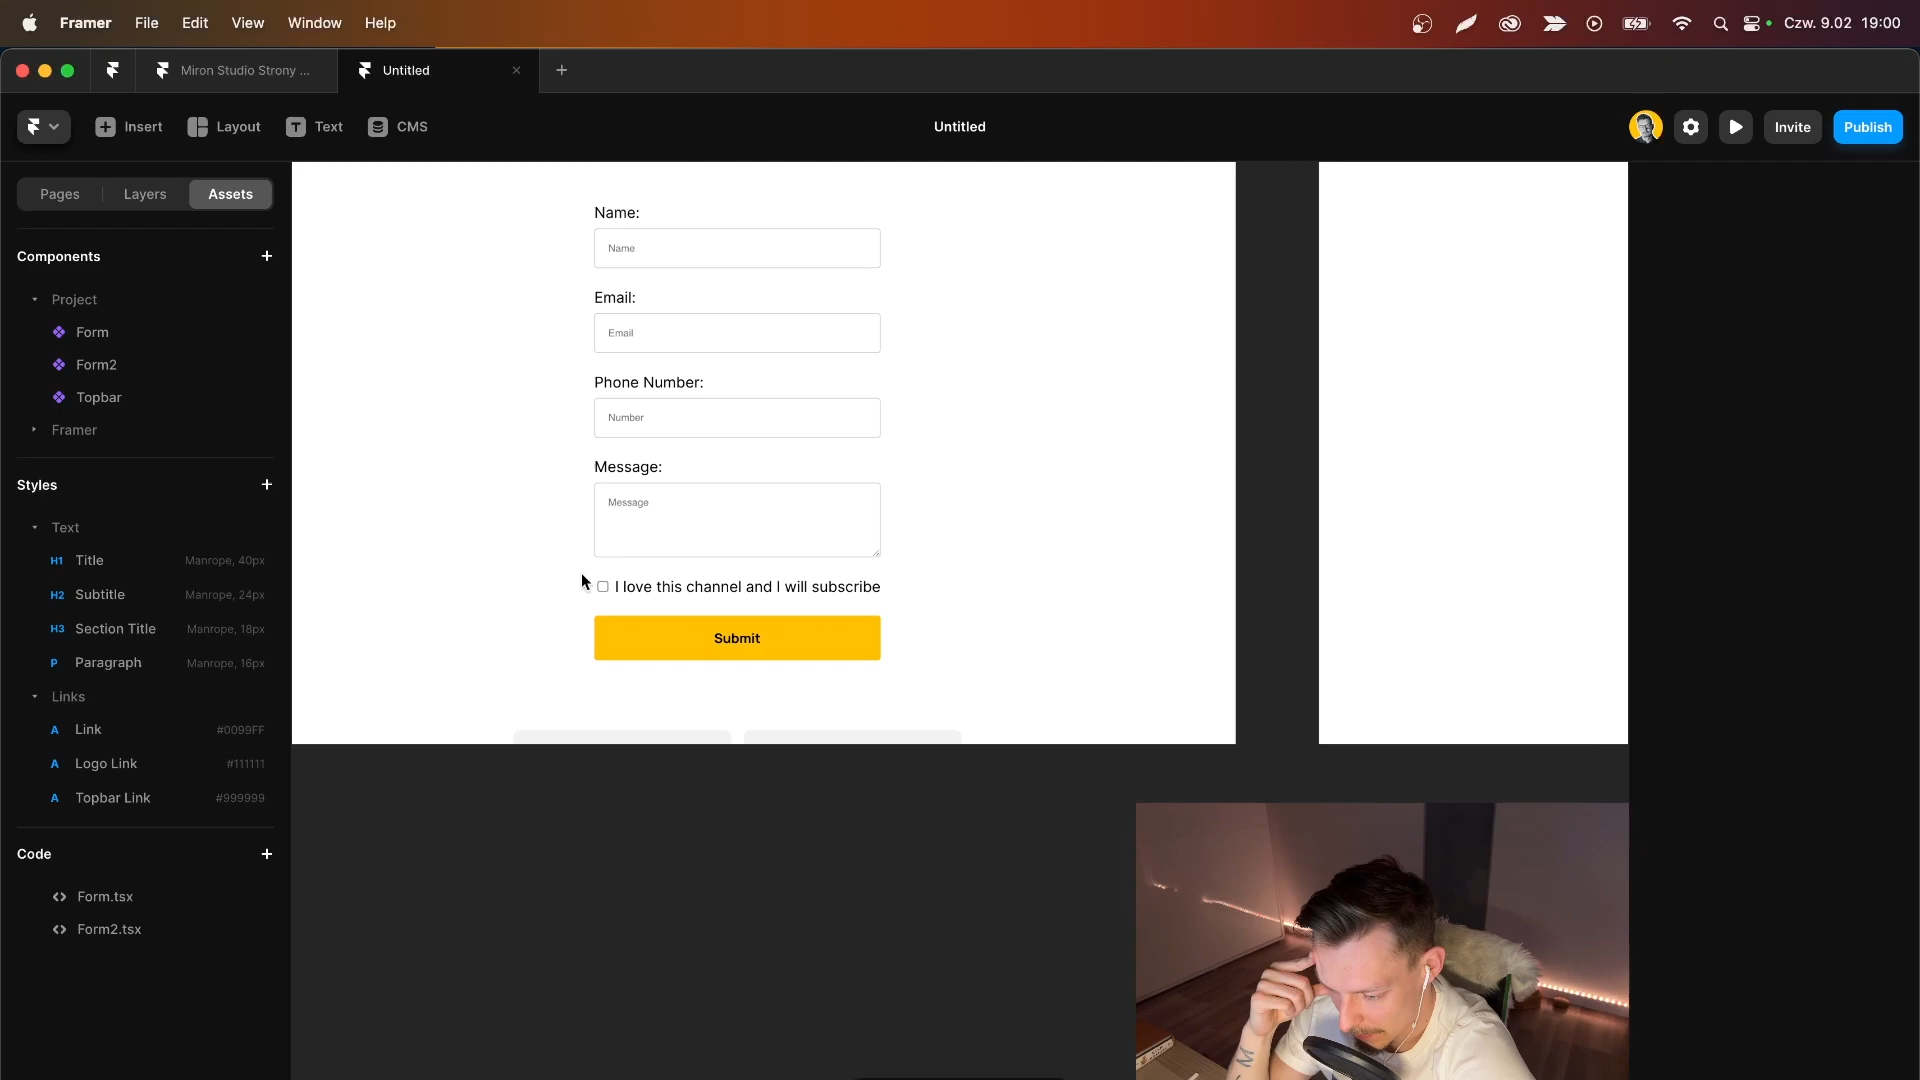 Framer File Edit View Window Help Czw. 9.02 19:00
Miron Studio Strony ... Untitled
Insert Layout Text CMS Untitled Invite Publish
Pages Layers Assets
Components
Project
Form
Form2
Topbar
Framer
Styles
Text
H1 Title Manrope, 40px
H2 Subtitle Manrope, 24px
H3 Section Title Manrope, 18px
P Paragraph Manrope, 16px
Links
A Link #0099FF
A Logo Link #111111
A Topbar Link #999999
Code
Form.tsx
Form2.tsx
Name:
Name
Email:
Email
Phone Number:
Number
Message:
Message
I love this channel and I will subscribe
Submit